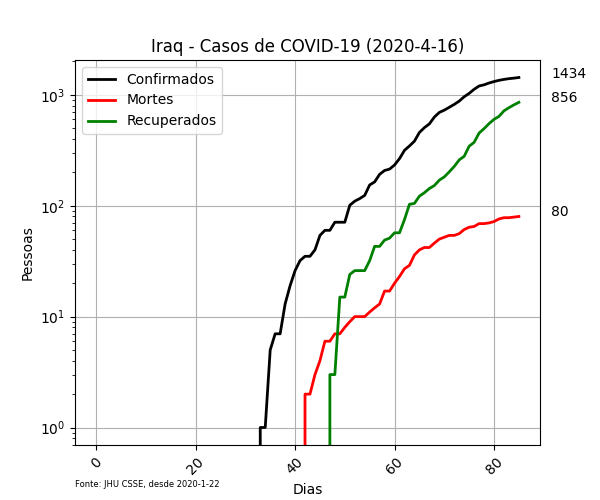 Iraq - Casos de COVID-19 (2020-4-16)
Confirmados
Mortes
Recuperados
1434
856
80
Pessoas
10³
10²
10¹
10⁰
0
20
40
60
80
Dias
Fonte: JHU CSSE, desde 2020-1-22